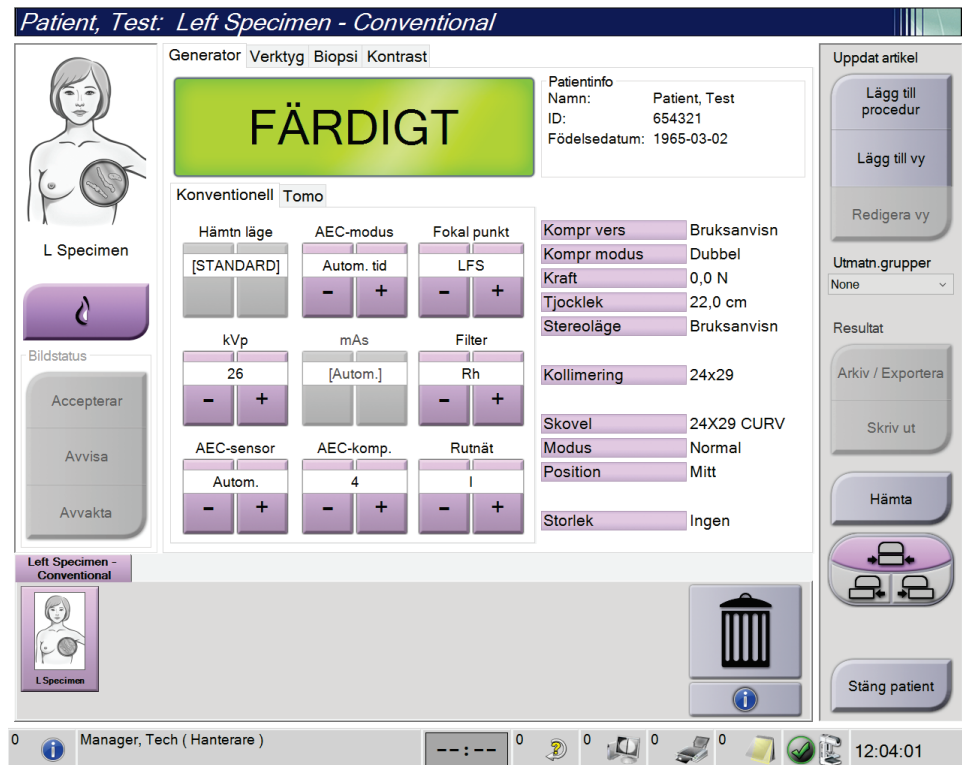 Patient, Test: Left Specimen - Conventional
L Specimen
Bildstatus
Accepterar
Avvisa
Avvakta
Generator Verktyg Biopsi Kontrast
FÄRDIGT
Patientinfo
Namn: Patient, Test
ID: 654321
Födelsedatum: 1965-03-02
Konventionell Tomo
Hämtn läge AEC-modus Fokal punkt
[STANDARD] Autom. tid LFS
- + - +
kVp mAs Filter
26 [Autom.] Rh
- + - +
AEC-sensor AEC-komp. Rutnät
Autom. 4 I
- + - + - +
Kompr vers Bruksanvisn
Kompr modus Dubbel
Kraft 0,0 N
Tjocklek 22,0 cm
Stereoläge Bruksanvisn
Kollimering 24x29
Skovel 24X29 CURV
Modus Normal
Position Mitt
Storlek Ingen
Uppdat artikel
Lägg till
procedur
Lägg till vy
Redigera vy
Utmatn.grupper
None
Resultat
Arkiv / Exportera
Skriv ut
Hämta
Stäng patient
Left Specimen -
Conventional
L Specimen
0 Manager, Tech ( Hanterare ) --:-- 0 0 0 0 12:04:01